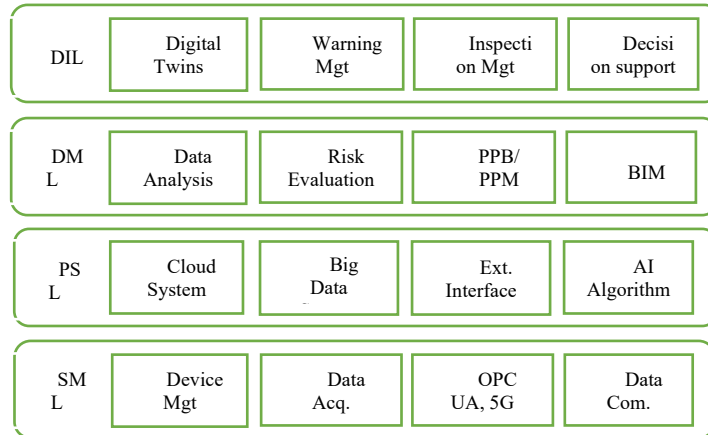 DIL
Digital
Twins
Warning
Mgt
Inspecti
on Mgt
Decisi
on support
DM
L
Data
Analysis
Risk
Evaluation
PPB/
PPM
BIM
PS
L
Cloud
System
Big
Data
Ext.
Interface
AI
Algorithm
SM
L
Device
Mgt
Data
Acq.
OPC
UA, 5G
Data
Com.